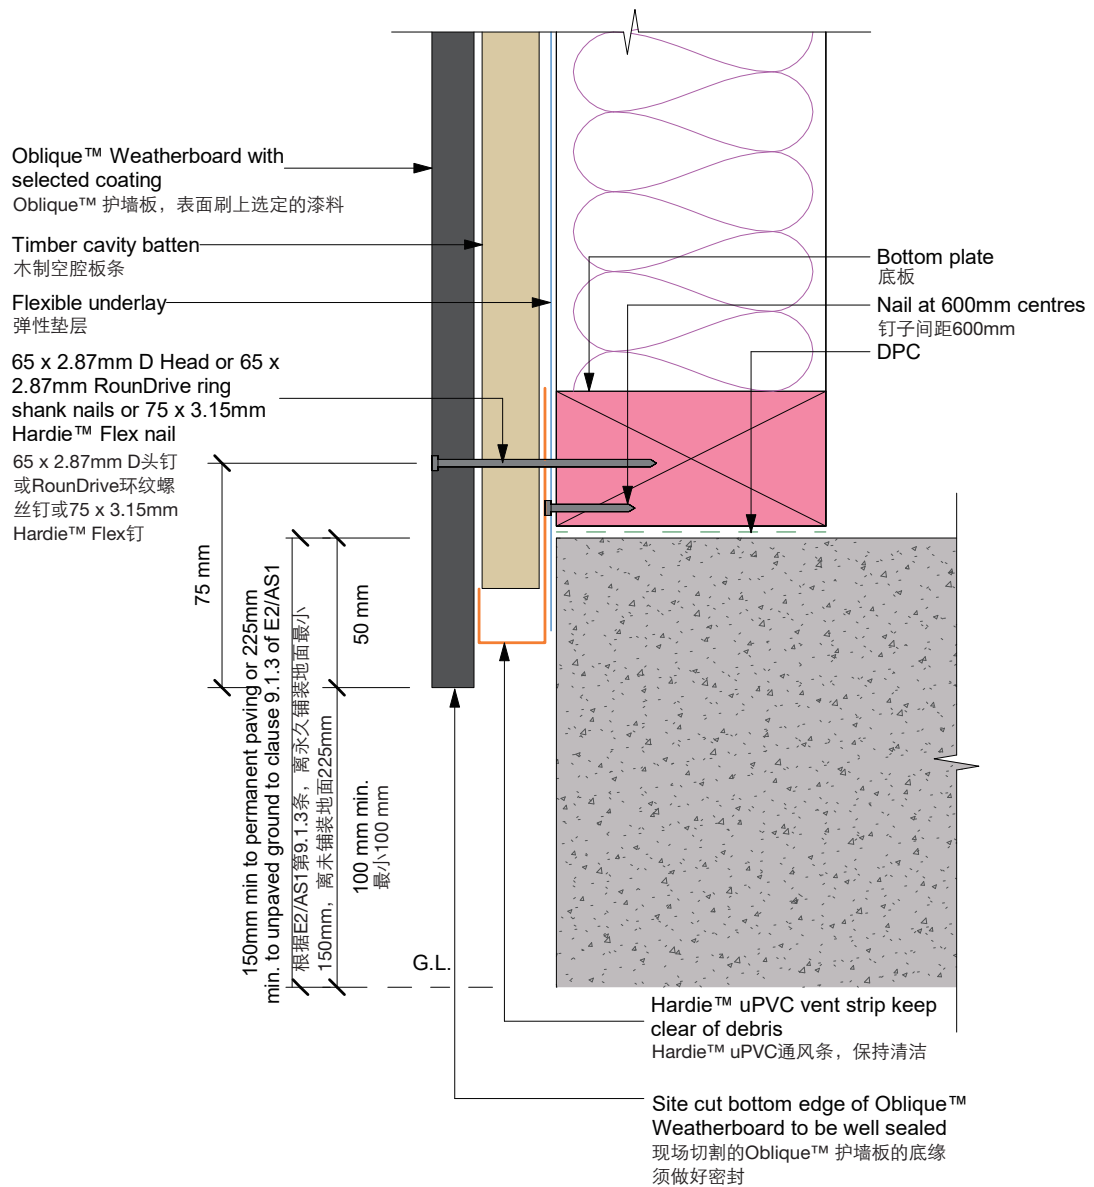 Oblique™ Weatherboard with
selected coating
Oblique™ 护墙板，表面刷上选定的漆料
Timber cavity batten
木制空腔板条
Flexible underlay
弹性垫层
65 x 2.87mm D Head or 65 x
2.87mm RounDrive ring
shank nails or 75 x 3.15mm
Hardie™ Flex nail
65 x 2.87mm D头钉
或RounDrive环纹螺
丝钉或75 x 3.15mm
Hardie™ Flex钉
Bottom plate
底板
Nail at 600mm centres
钉子间距600mm
DPC
75 mm
150mm min to permanent paving or 225mm
min. to unpaved ground to clause 9.1.3 of E2/AS1
根据E2/AS1第9.1.3条，离永久铺装地面最小
150mm，离未铺装地面225mm
50 mm
100 mm min.
最小100 mm
G.L.
Hardie™ uPVC vent strip keep
clear of debris
Hardie™ uPVC通风条，保持清洁
Site cut bottom edge of Oblique™
Weatherboard to be well sealed
现场切割的Oblique™ 护墙板的底缘
须做好密封